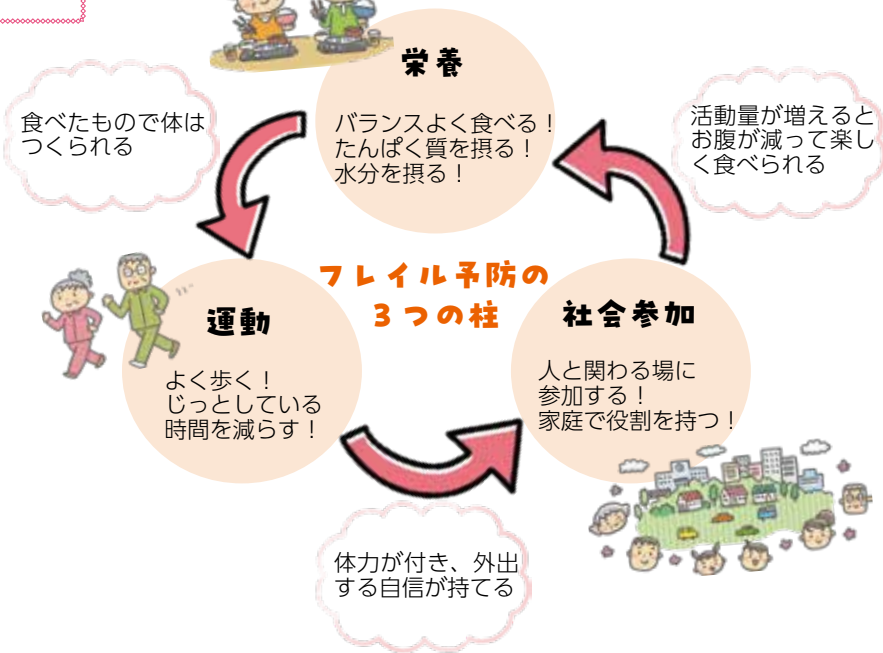 栄養
バランスよく食べる！
たんぱく質を摂る！
水分を摂る！
食べたもので体は
つくられる
活動量が増えると
お腹が減って楽し
く食べられる
フレイル予防の
３つの柱
運動
よく歩く！
じっとしている
時間を減らす！
社会参加
人と関わる場に
参加する！
家庭で役割を持つ！
体力が付き、外出
する自信が持てる